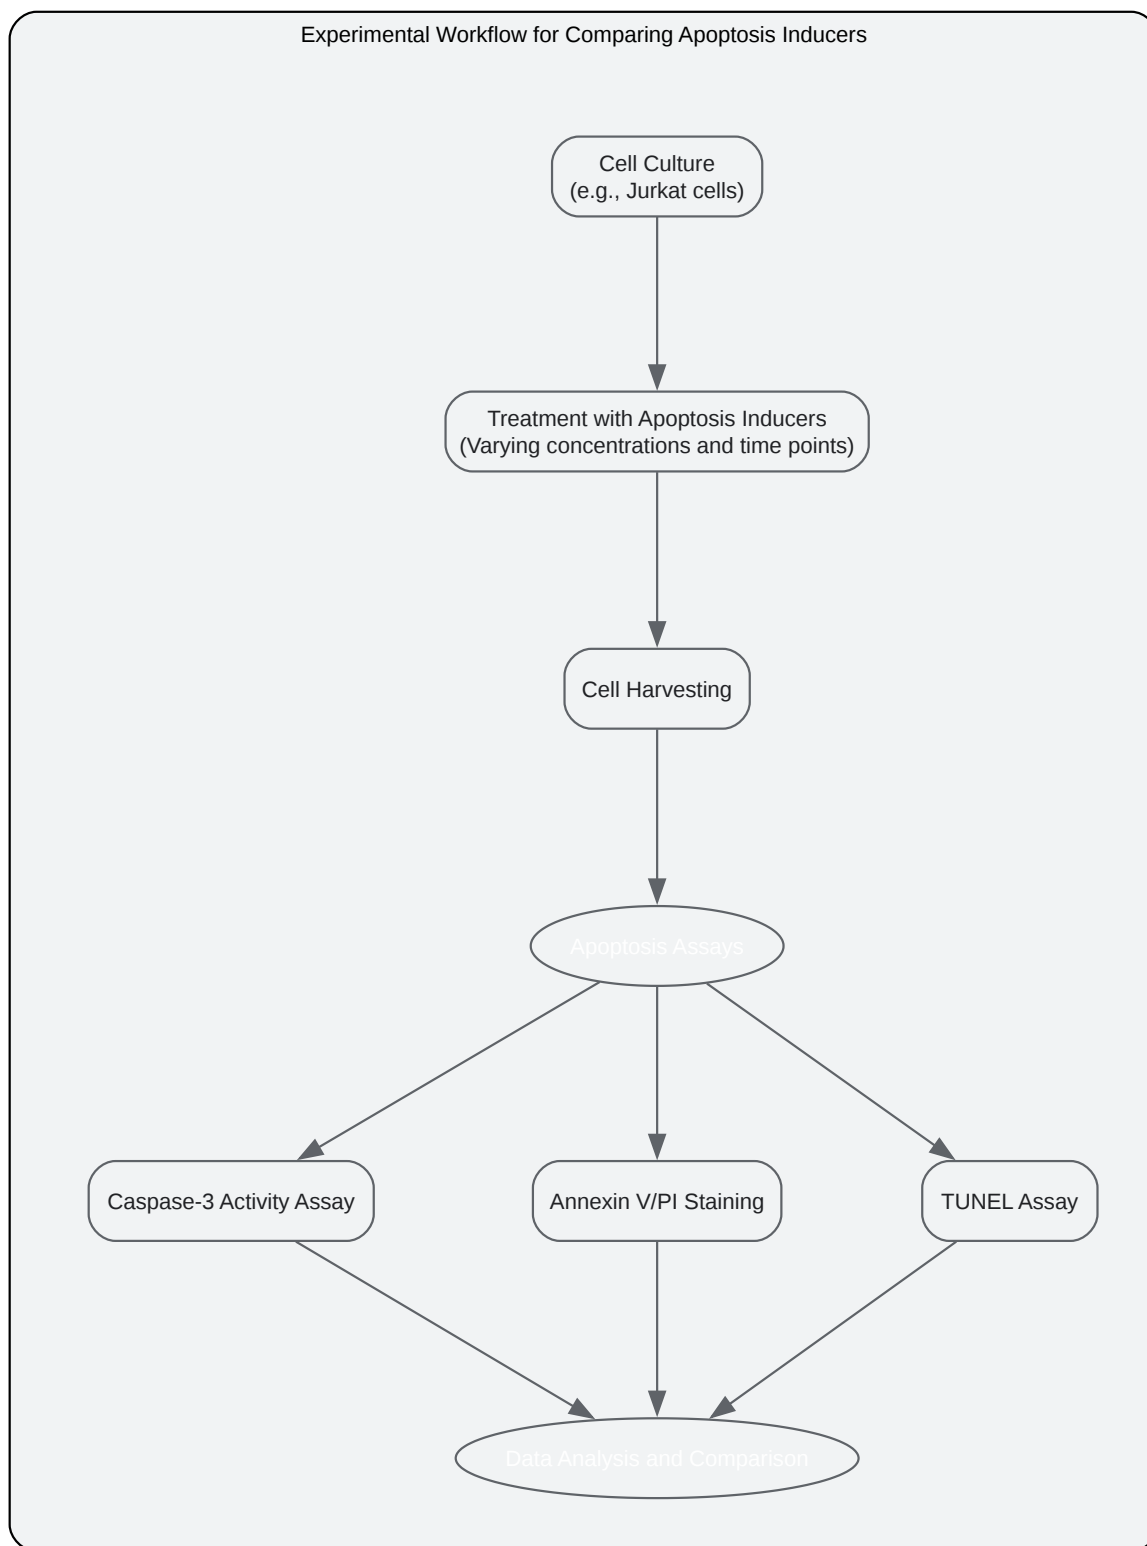 Experimental Workflow for Comparing Apoptosis Inducers
Cell Culture
(e.g., Jurkat cells)
Treatment with Apoptosis Inducers
(Varying concentrations and time points)
Cell Harvesting
Apoptosis Assays
Caspase-3 Activity Assay
Annexin V/PI Staining
TUNEL Assay
Data Analysis and Comparison